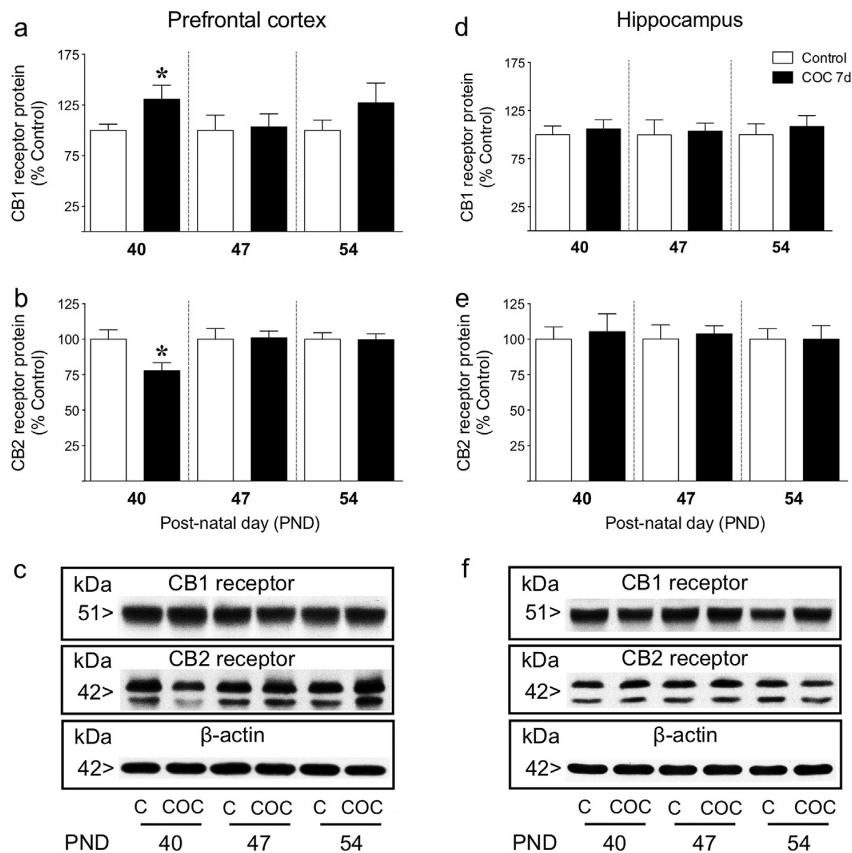 a
Prefrontal cortex
CB1 receptor protein
(% Control)
175
125
75
25
*
40
47
54
b
CB2 receptor protein
(% Control)
125
100
75
50
25
*
40
47
54
Post-natal day (PND)
c
kDa
CB1 receptor
51>
kDa
CB2 receptor
42>
kDa
β-actin
42>
C
COC
C
COC
C
COC
PND
40
47
54
d
Hippocampus
Control
COC 7d
CB1 receptor protein
(% Control)
175
125
75
25
40
47
54
e
CB2 receptor protein
(% Control)
125
100
75
50
25
40
47
54
Post-natal day (PND)
f
kDa
CB1 receptor
51>
kDa
CB2 receptor
42>
kDa
β-actin
42>
C
COC
C
COC
C
COC
PND
40
47
54